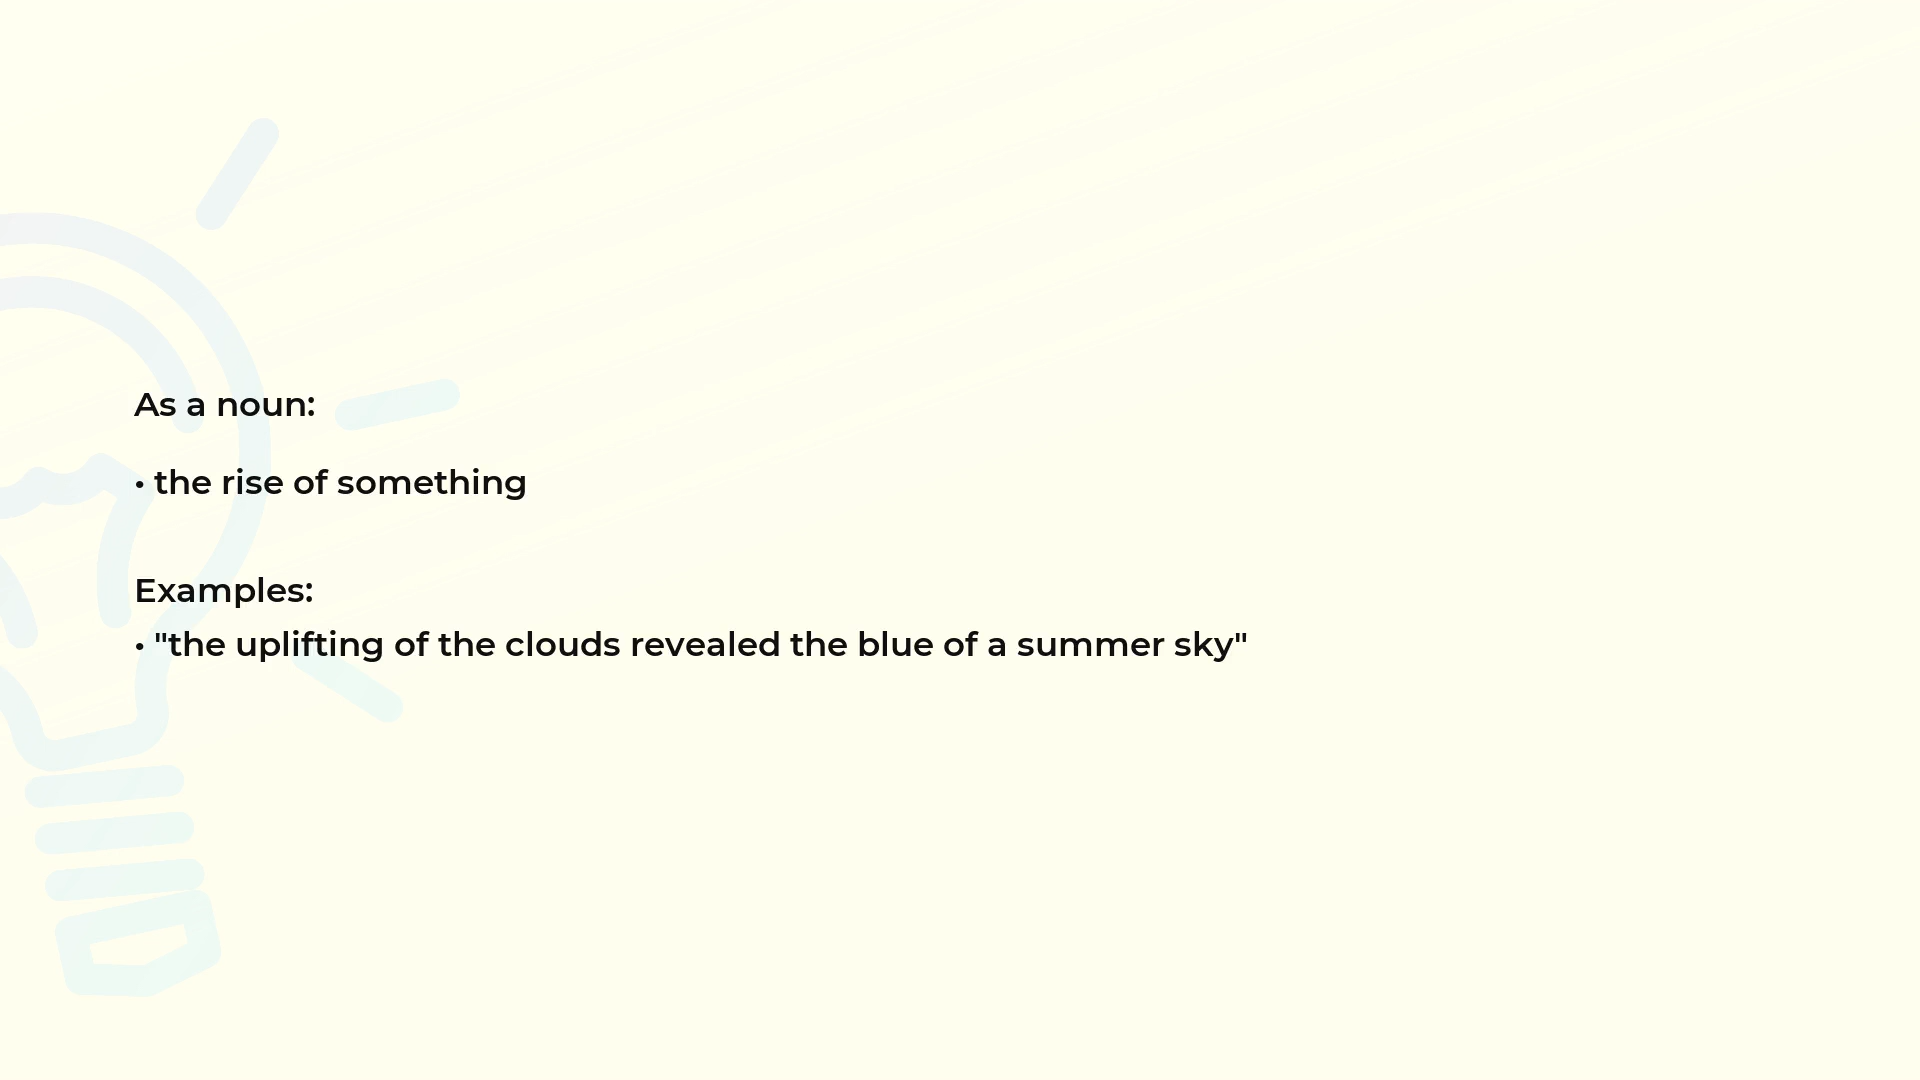 As a noun:
• the rise of something
Examples:
• "the uplifting of the clouds revealed the blue of a summer sky"